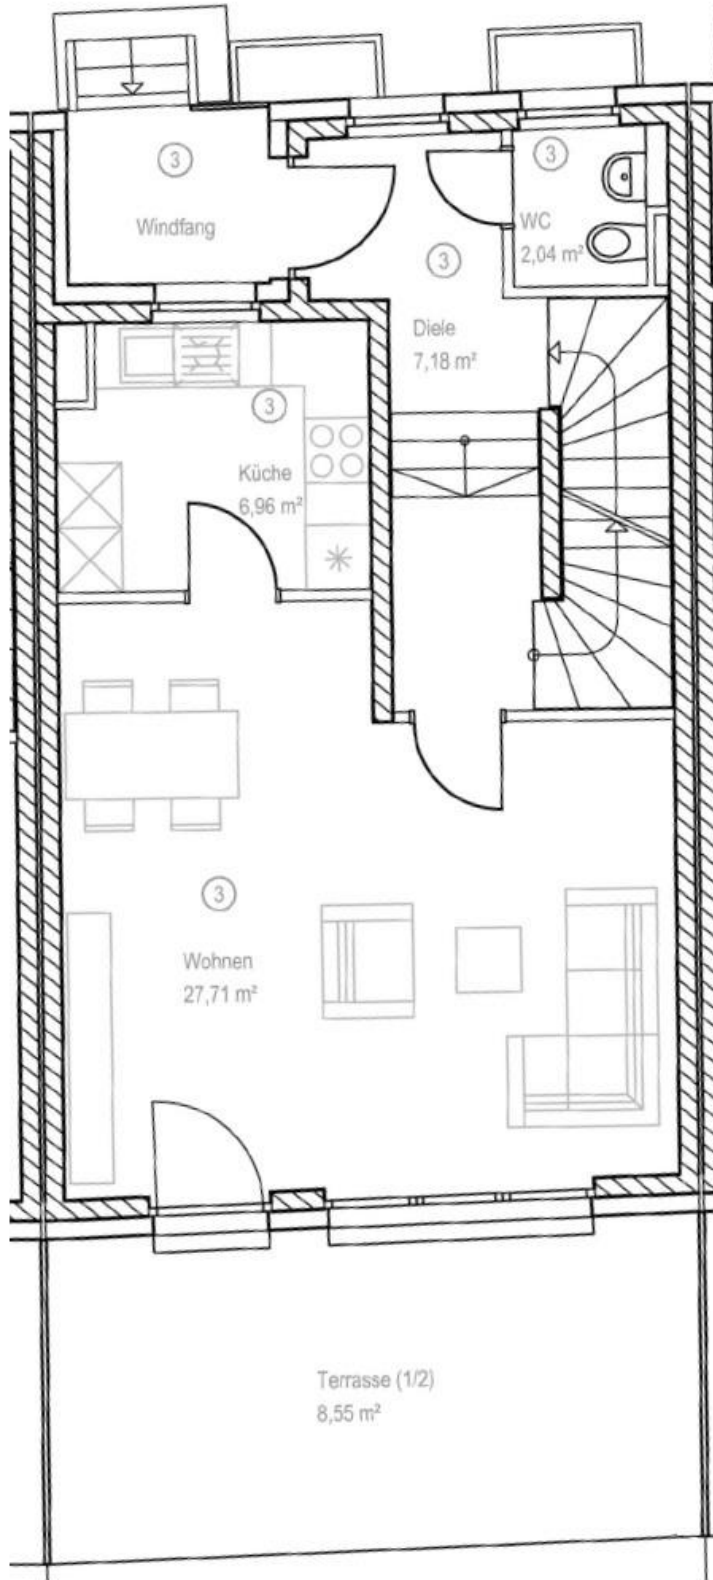 3
Windfang
3
WC
2,04 m²
3
Diele
7,18 m²
3
Küche
6,96 m²
3
Wohnen
27,71 m²
Terrasse (1/2)
8,55 m²